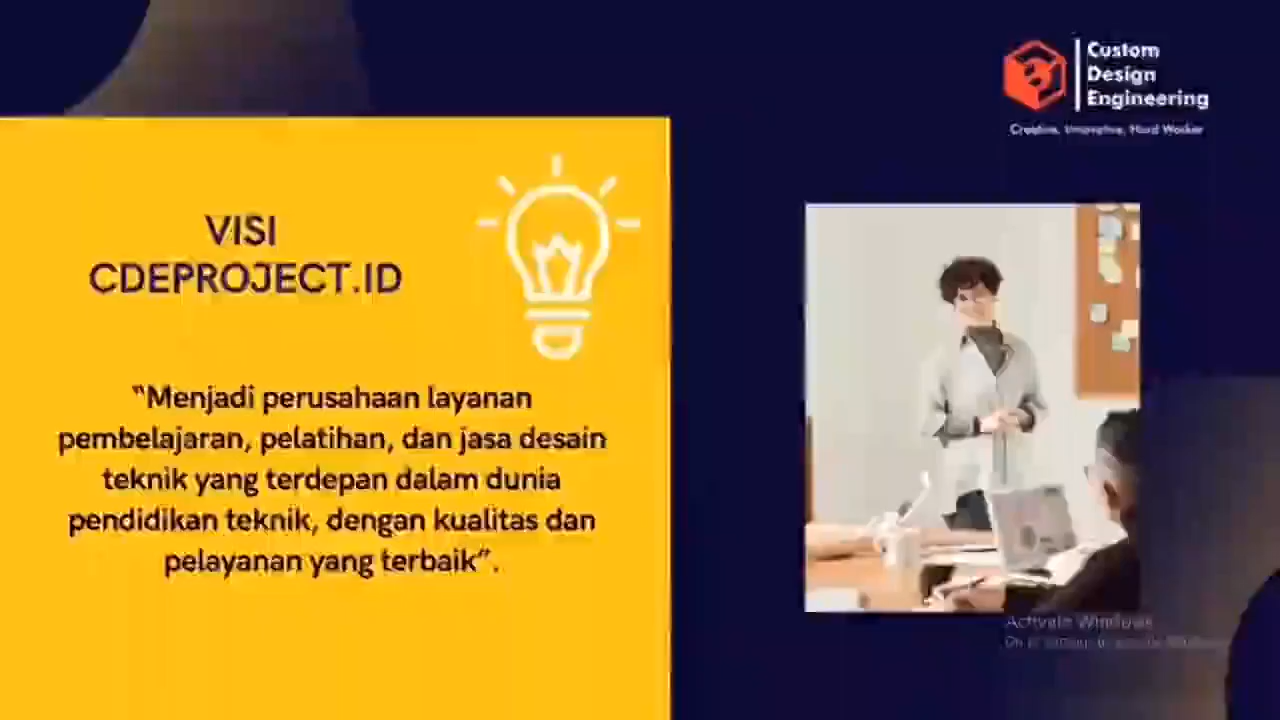 Custom
Design
Engineering
Creative, Innovative, Hard Worker
VISI
CDEPROJECT.ID
“Menjadi perusahaan layanan
pembelajaran, pelatihan, dan jasa desain
teknik yang terdepan dalam dunia
pendidikan teknik, dengan kualitas dan
pelayanan yang terbaik”.
Activate Windows